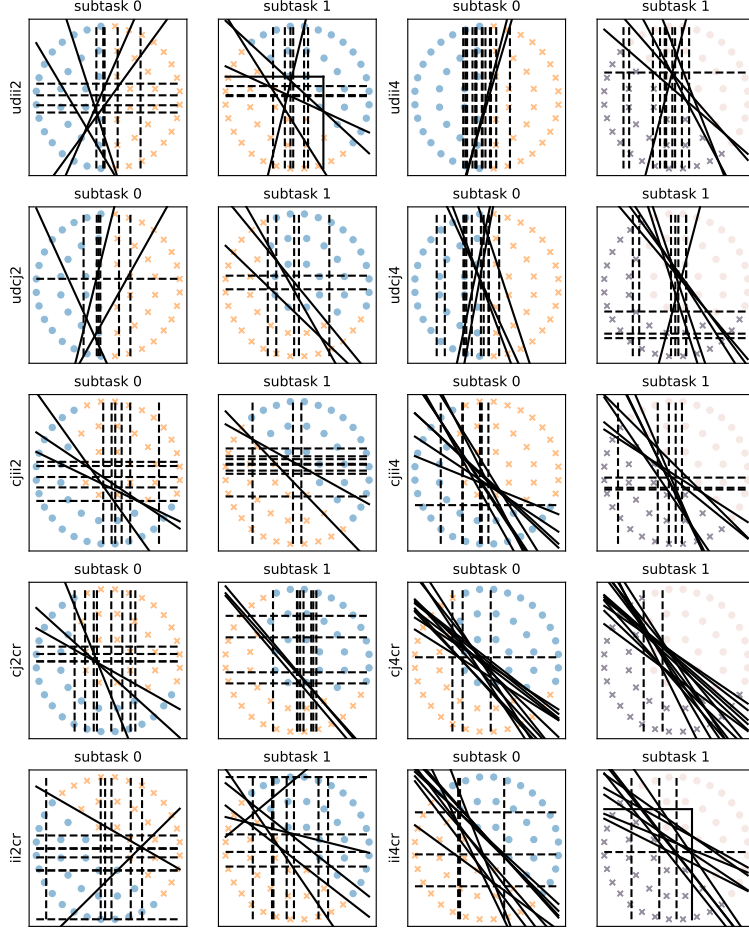 subtask 0
subtask 1
subtask 0
subtask 1
udii2
udii4
subtask 0
subtask 1
subtask 0
subtask 1
udcj2
udcj4
subtask 0
subtask 1
subtask 0
subtask 1
cjii2
cjii4
subtask 0
subtask 1
subtask 0
subtask 1
cj2cr
cj4cr
subtask 0
subtask 1
subtask 0
subtask 1
ii2cr
ii4cr